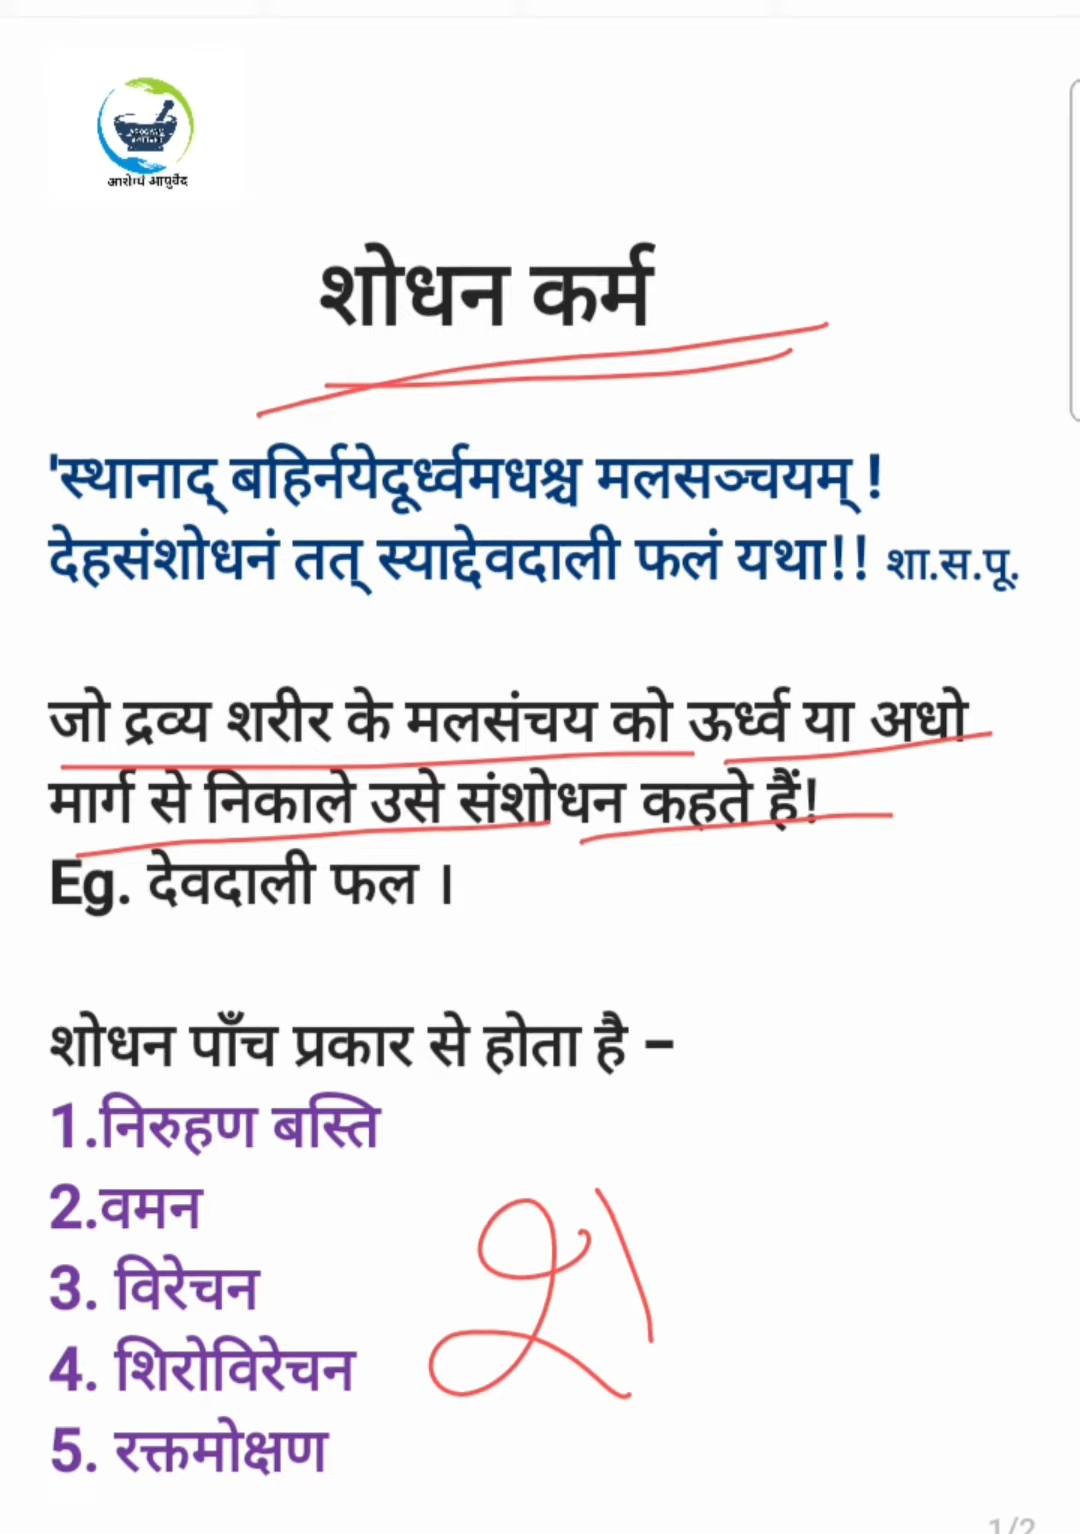 आरोग्यं आयुर्वेद
शोधन कर्म
'स्थानाद् बहिर्नयेदूर्ध्वमधश्च मलसञ्चयम् !
देहसंशोधनं तत् स्याद्देवदाली फलं यथा!! शा.स.पू.
जो द्रव्य शरीर के मलसंचय को ऊर्ध्व या अधो
मार्ग से निकाले उसे संशोधन कहते हैं!
Eg. देवदाली फल ।
शोधन पाँच प्रकार से होता है –
1.निरुहण बस्ति
2.वमन
3. विरेचन
4. शिरोविरेचन
5. रक्तमोक्षण
1/2